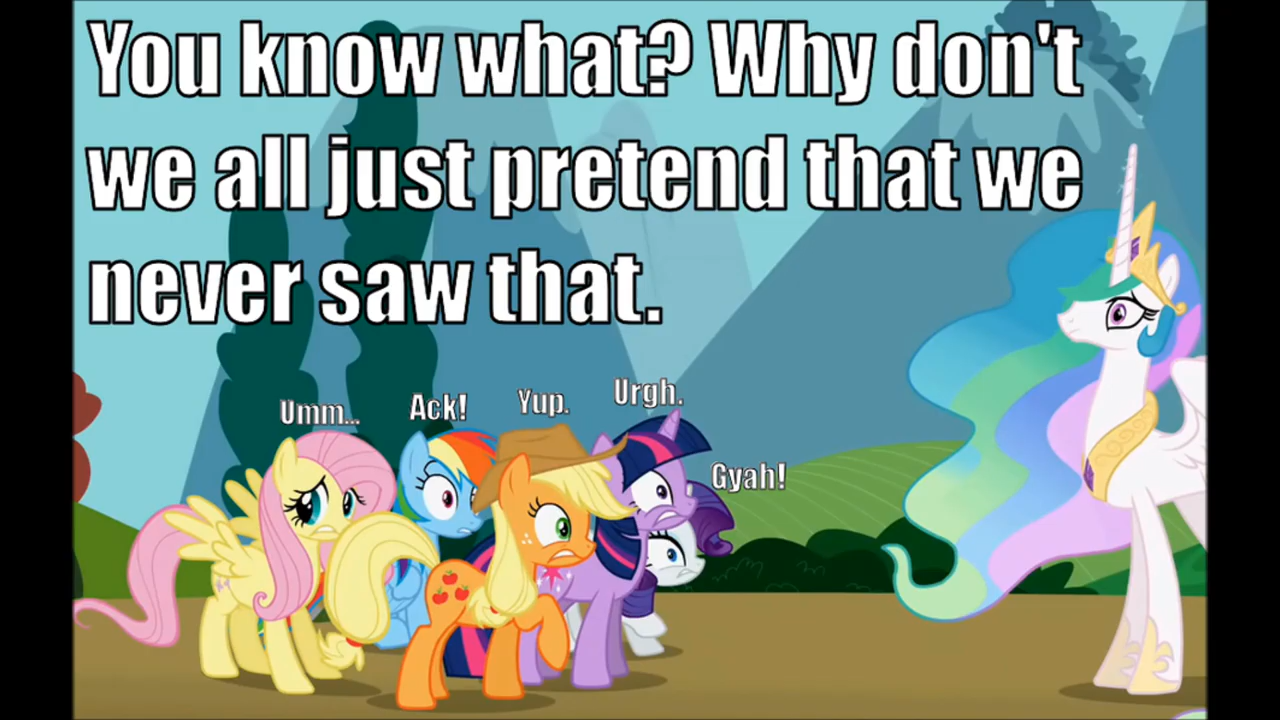 You know what? Why don't
we all just pretend that we
never saw that.
Umm...
Ack!
Yup.
Urgh.
Gyah!